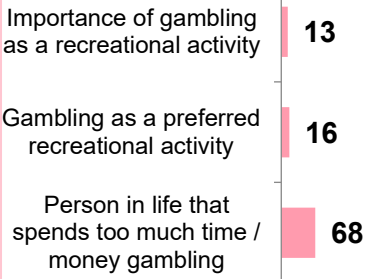 Importance of gambling
as a recreational activity
13
Gambling as a preferred
recreational activity
16
Person in life that
spends too much time /
money gambling
68